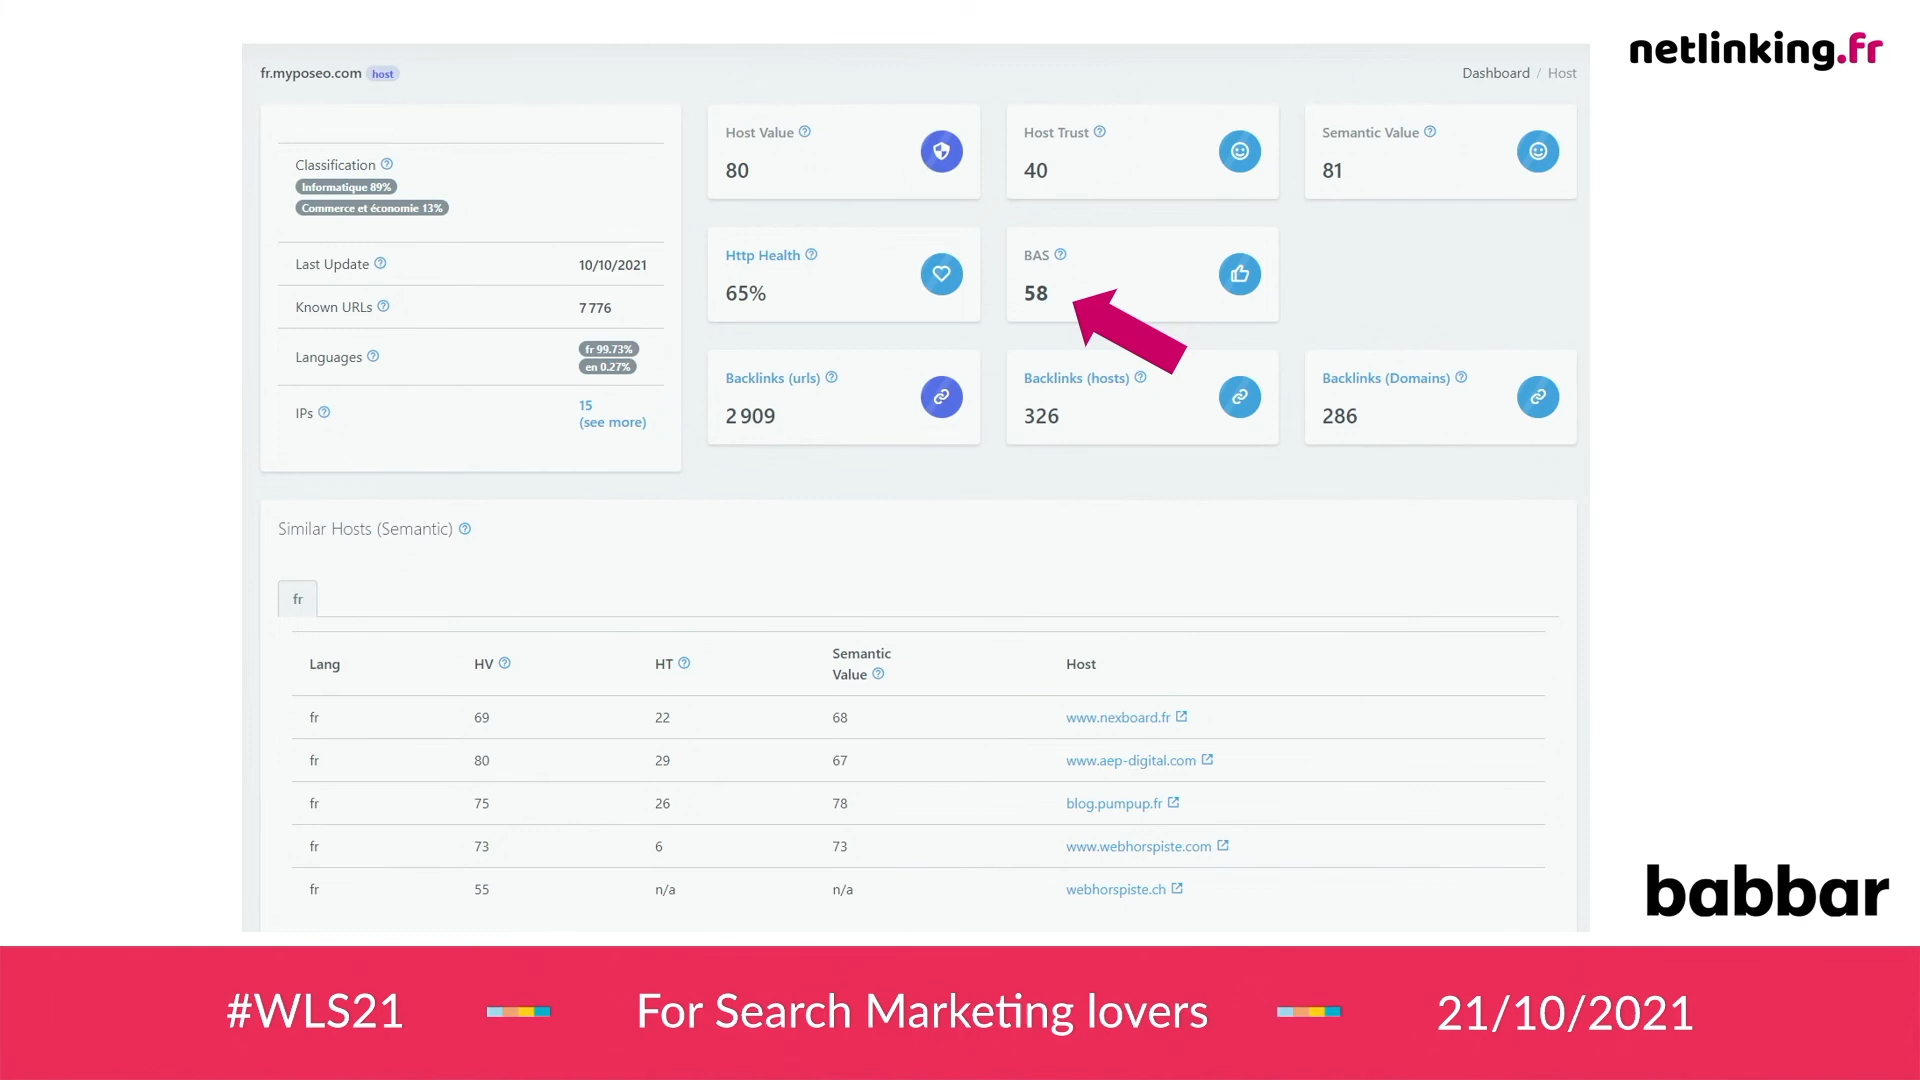 netlinking.fr
fr.myposeo.com host
Dashboard / Host
Classification
Informatique 89%
Commerce et économie 13%
Last Update 10/10/2021
Known URLs 7 776
Languages
fr 99.73%
en 0.27%
IPs
15
(see more)
Host Value
80
Host Trust
40
Semantic Value
81
Http Health
65%
BAS
58
Backlinks (urls)
2 909
Backlinks (hosts)
326
Backlinks (Domains)
286
Similar Hosts (Semantic)
fr
Lang HV HT Semantic Value Host
fr 69 22 68 www.nexboard.fr
fr 80 29 67 www.aep-digital.com
fr 75 26 78 blog.pumpup.fr
fr 73 6 73 www.webhorspiste.com
fr 55 n/a n/a webhorspiste.ch
babbar
#WLS21 For Search Marketing lovers 21/10/2021